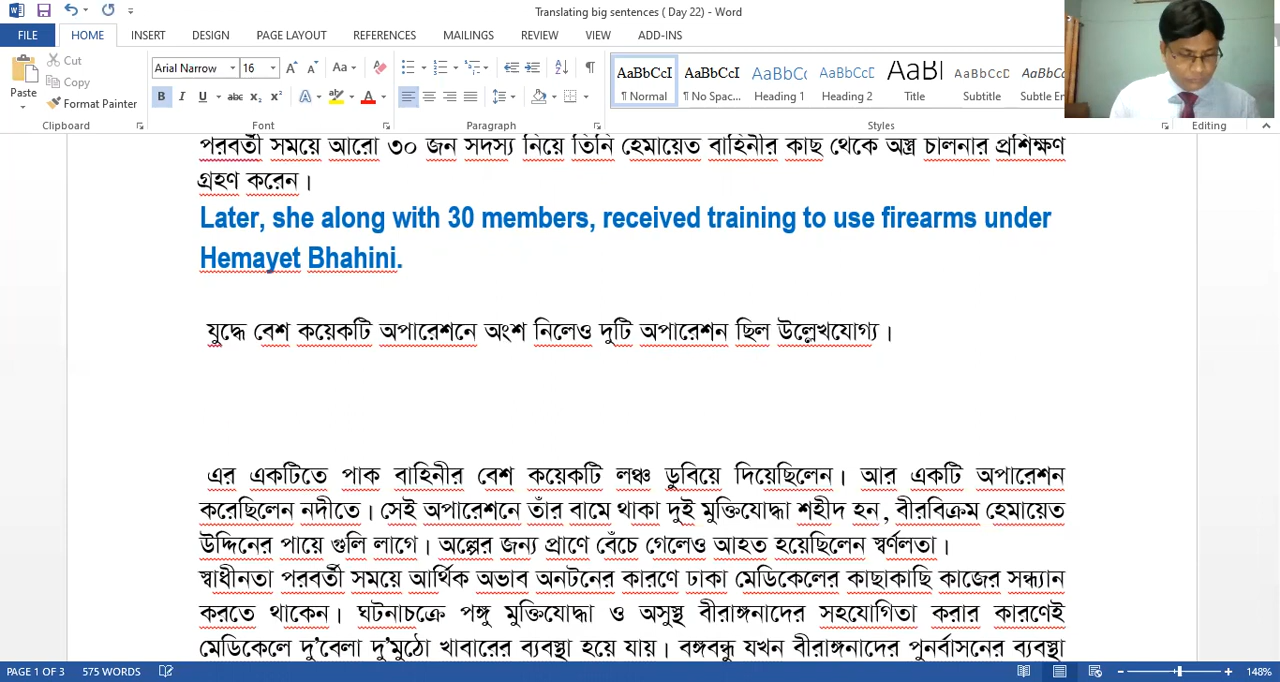 Translating big sentences ( Day 22) - Word
FILE HOME INSERT DESIGN PAGE LAYOUT REFERENCES MAILINGS REVIEW VIEW ADD-INS
Cut
Copy
Format Painter
Paste
Arial Narrow 16
AaBbCcI AaBbCcI AaBbCc AaBbCcI AaBI AaBbCcD AaBbCcI
¶ Normal ¶ No Spac... Heading 1 Heading 2 Title Subtitle Subtle Em
Clipboard Font Paragraph Styles Editing
পরবর্তী সময়ে আরো ৩০ জন সদস্য নিয়ে তিনি হেমায়েত বাহিনীর কাছ থেকে অস্ত্র চালনার প্রশিক্ষণ
গ্রহণ করেন।
Later, she along with 30 members, received training to use firearms under
Hemayet Bhahini.
যুদ্ধে বেশ কয়েকটি অপারেশনে অংশ নিলেও দুটি অপারেশন ছিল উল্লেখযোগ্য।
এর একটিতে পাক বাহিনীর বেশ কয়েকটি লঞ্চ ডুবিয়ে দিয়েছিলেন। আর একটি অপারেশন
করেছিলেন নদীতে। সেই অপারেশনে তাঁর বামে থাকা দুই মুক্তিযোদ্ধা শহীদ হন, বীরবিক্রম হেমায়েত
উদ্দিনের পায়ে গুলি লাগে। অল্পের জন্য প্রাণে বেঁচে গেলেও আহত হয়েছিলেন স্বর্ণলতা।
স্বাধীনতা পরবর্তী সময়ে আর্থিক অভাব অনটনের কারণে ঢাকা মেডিকেলের কাছাকাছি কাজের সন্ধ্যান
করতে থাকেন। ঘটনাচক্রে পঙ্গু মুক্তিযোদ্ধা ও অসুস্থ বীরাঙ্গনাদের সহযোগিতা করার কারণেই
মেডিকেলে দু’বেলা দু’মুঠো খাবারের ব্যবস্থা হয়ে যায়। বঙ্গবন্ধু যখন বীরাঙ্গনাদের পুনর্বাসনের ব্যবস্থা
PAGE 1 OF 3 575 WORDS 148%